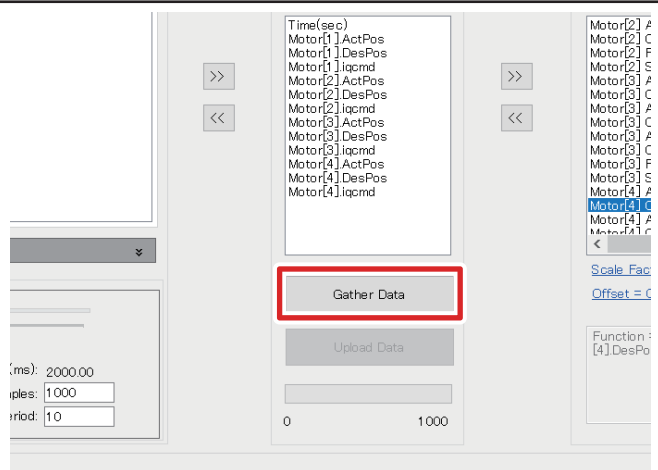 Time(sec)
Motor[1].ActPos
Motor[1].DesPos
Motor[1].iqcmd
Motor[2].ActPos
Motor[2].DesPos
Motor[2].iqcmd
Motor[3].ActPos
Motor[3].DesPos
Motor[3].iqcmd
Motor[4].ActPos
Motor[4].DesPos
Motor[4].iqcmd
>>
<<
Gather Data
Upload Data
0 1000
(ms): 2000.00
ples: 1000
eriod: 10
>>
<<
Motor[2] A
Motor[2] C
Motor[2] F
Motor[2] S
Motor[3] A
Motor[3] C
Motor[3] A
Motor[3] C
Motor[3] A
Motor[3] C
Motor[3] F
Motor[3] S
Motor[4] A
Motor[4] C
Motor[4] A
Motor[4] C
Scale Fac
Offset = 0
Function =
[4].DesPo